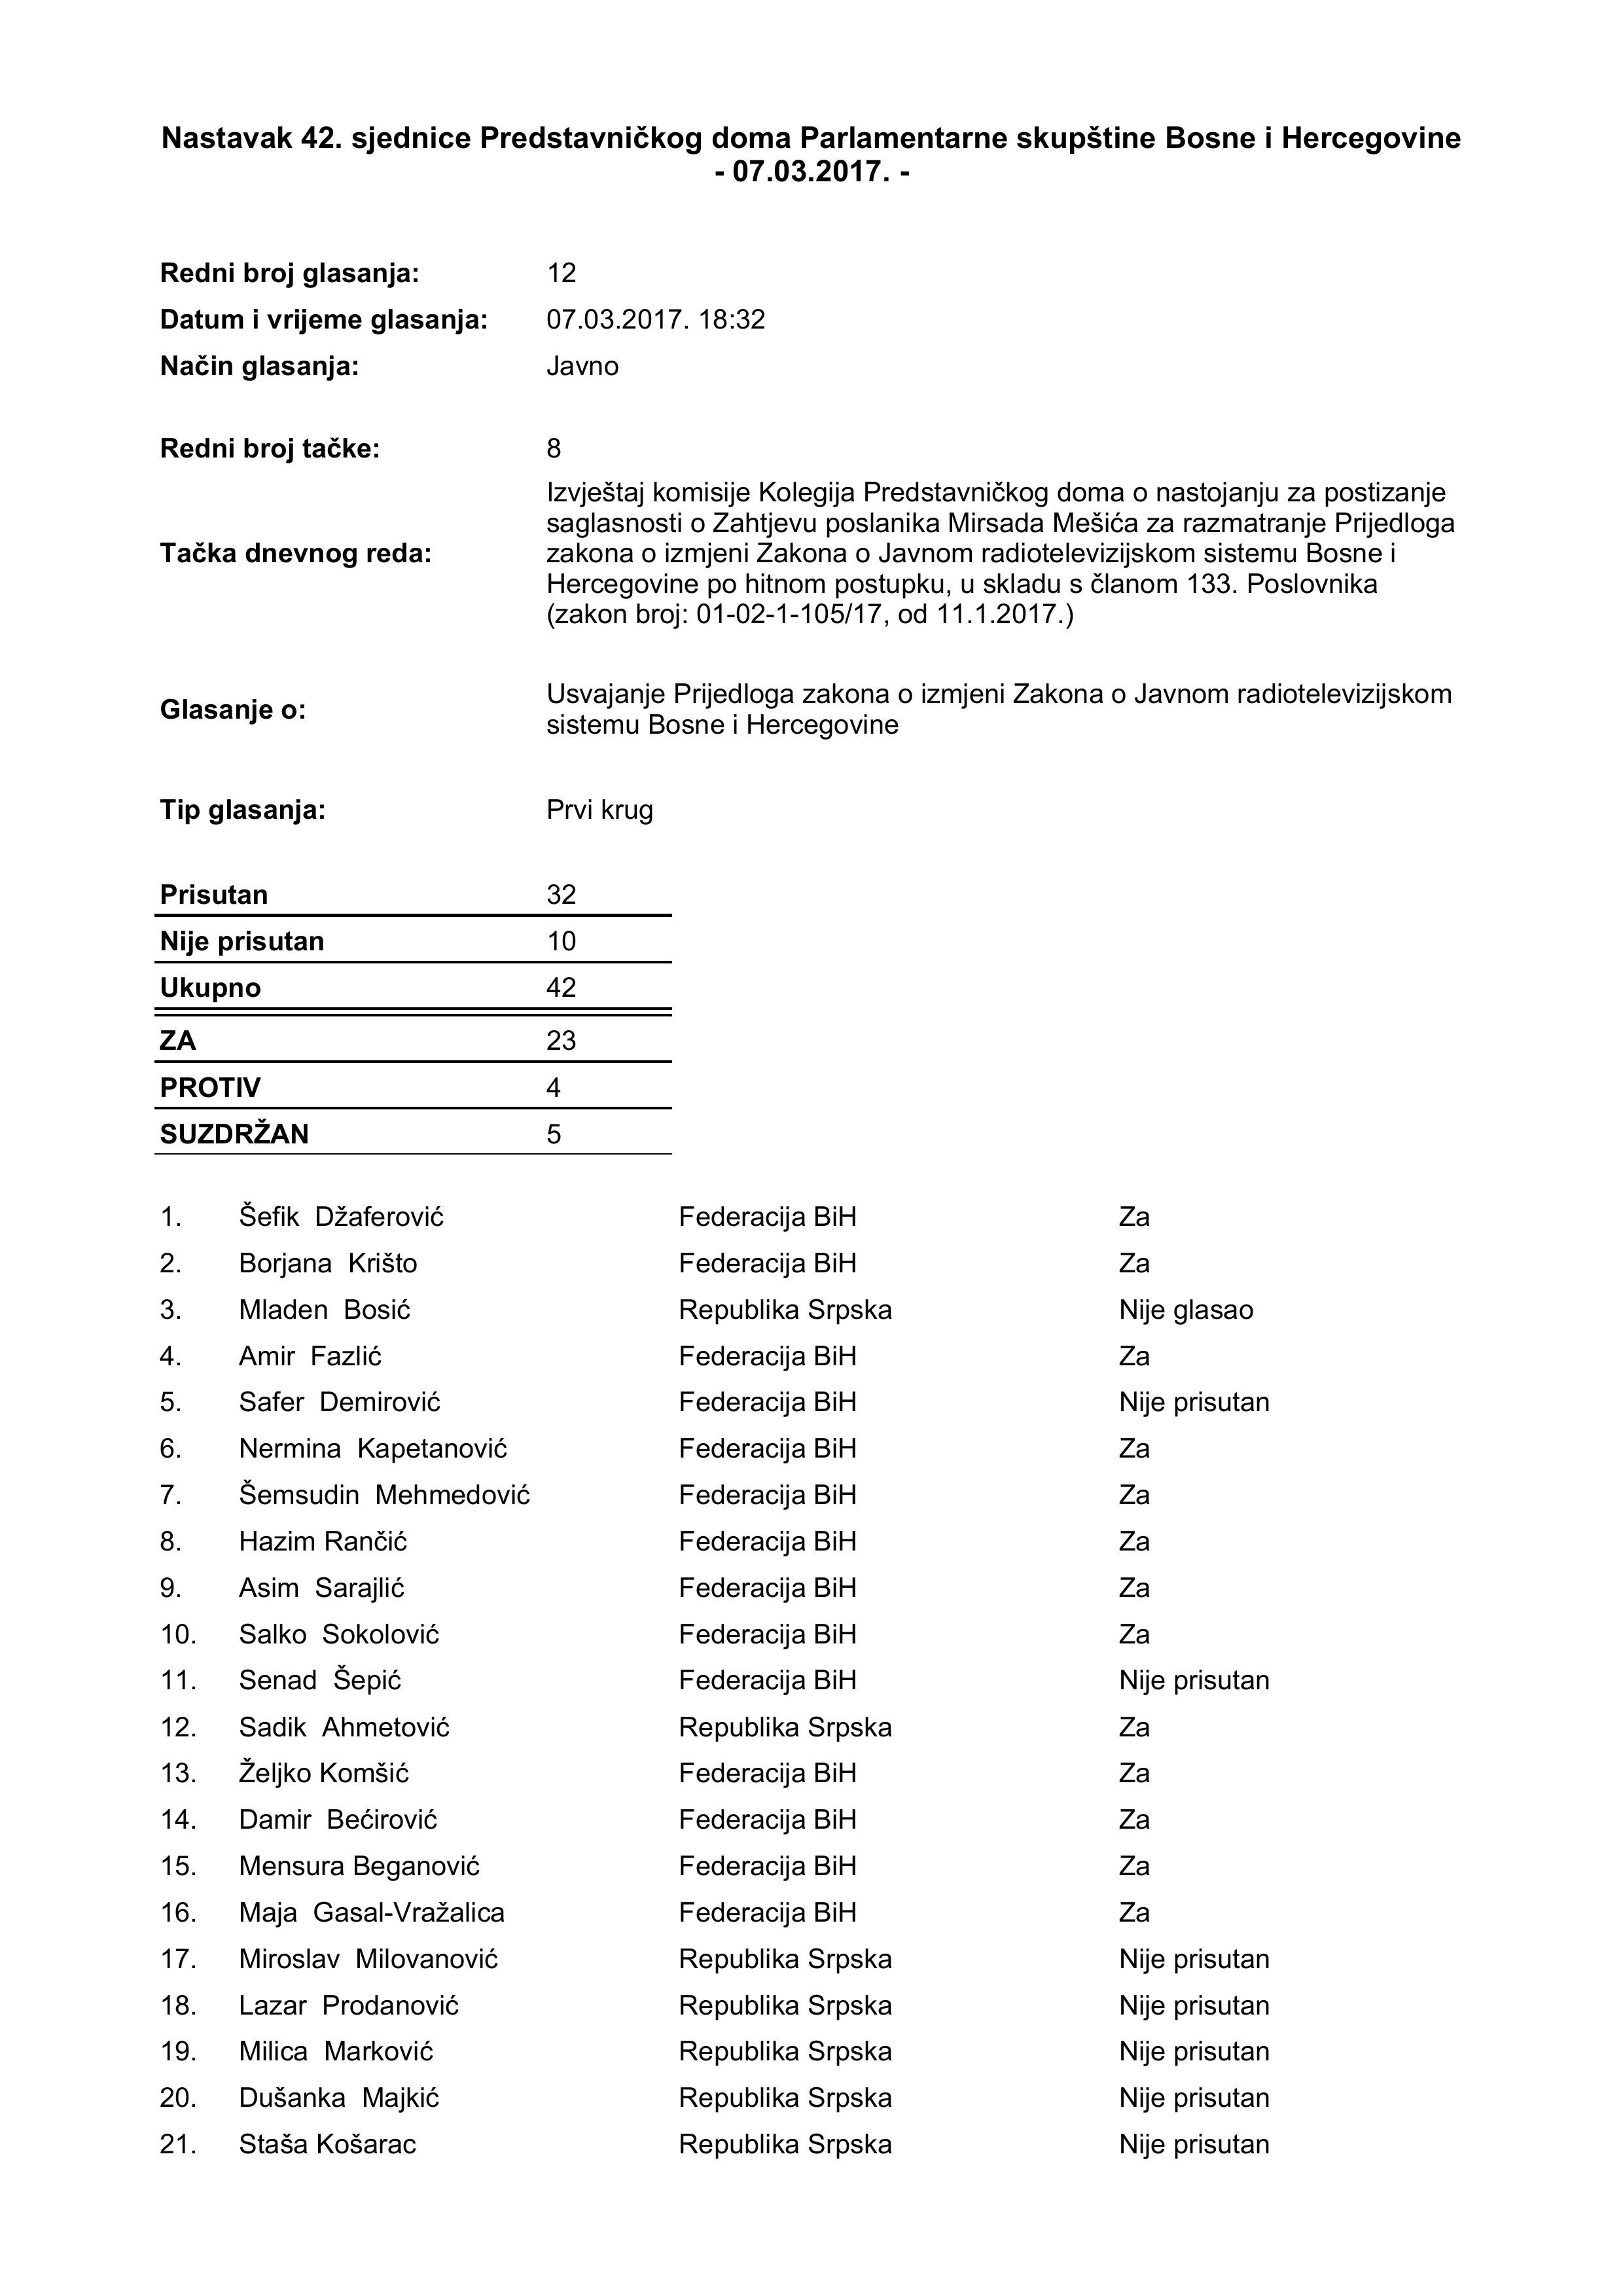 Nastavak 42. sjednice Predstavničkog doma Parlamentarne skupštine Bosne i Hercegovine
- 07.03.2017. -
Redni broj glasanja: 12
Datum i vrijeme glasanja: 07.03.2017. 18:32
Način glasanja: Javno
Redni broj tačke: 8
Tačka dnevnog reda: Izvještaj komisije Kolegija Predstavničkog doma o nastojanju za postizanje
saglasnosti o Zahtjevu poslanika Mirsada Mešića za razmatranje Prijedloga
zakona o izmjeni Zakona o Javnom radiotelevizijskom sistemu Bosne i
Hercegovine po hitnom postupku, u skladu s članom 133. Poslovnika
(zakon broj: 01-02-1-105/17, od 11.1.2017.)
Glasanje o: Usvajanje Prijedloga zakona o izmjeni Zakona o Javnom radiotelevizijskom
sistemu Bosne i Hercegovine
Tip glasanja: Prvi krug
Prisutan 32
Nije prisutan 10
Ukupno 42
ZA 23
PROTIV 4
SUZDRŽAN 5
1. Šefik Džaferović Federacija BiH Za
2. Borjana Krišto Federacija BiH Za
3. Mladen Bosić Republika Srpska Nije glasao
4. Amir Fazlić Federacija BiH Za
5. Safer Demirović Federacija BiH Nije prisutan
6. Nermina Kapetanović Federacija BiH Za
7. Šemsudin Mehmedović Federacija BiH Za
8. Hazim Rančić Federacija BiH Za
9. Asim Sarajlić Federacija BiH Za
10. Salko Sokolović Federacija BiH Za
11. Senad Šepić Federacija BiH Nije prisutan
12. Sadik Ahmetović Republika Srpska Za
13. Željko Komšić Federacija BiH Za
14. Damir Bećirović Federacija BiH Za
15. Mensura Beganović Federacija BiH Za
16. Maja Gasal-Vražalica Federacija BiH Za
17. Miroslav Milovanović Republika Srpska Nije prisutan
18. Lazar Prodanović Republika Srpska Nije prisutan
19. Milica Marković Republika Srpska Nije prisutan
20. Dušanka Majkić Republika Srpska Nije prisutan
21. Staša Košarac Republika Srpska Nije prisutan